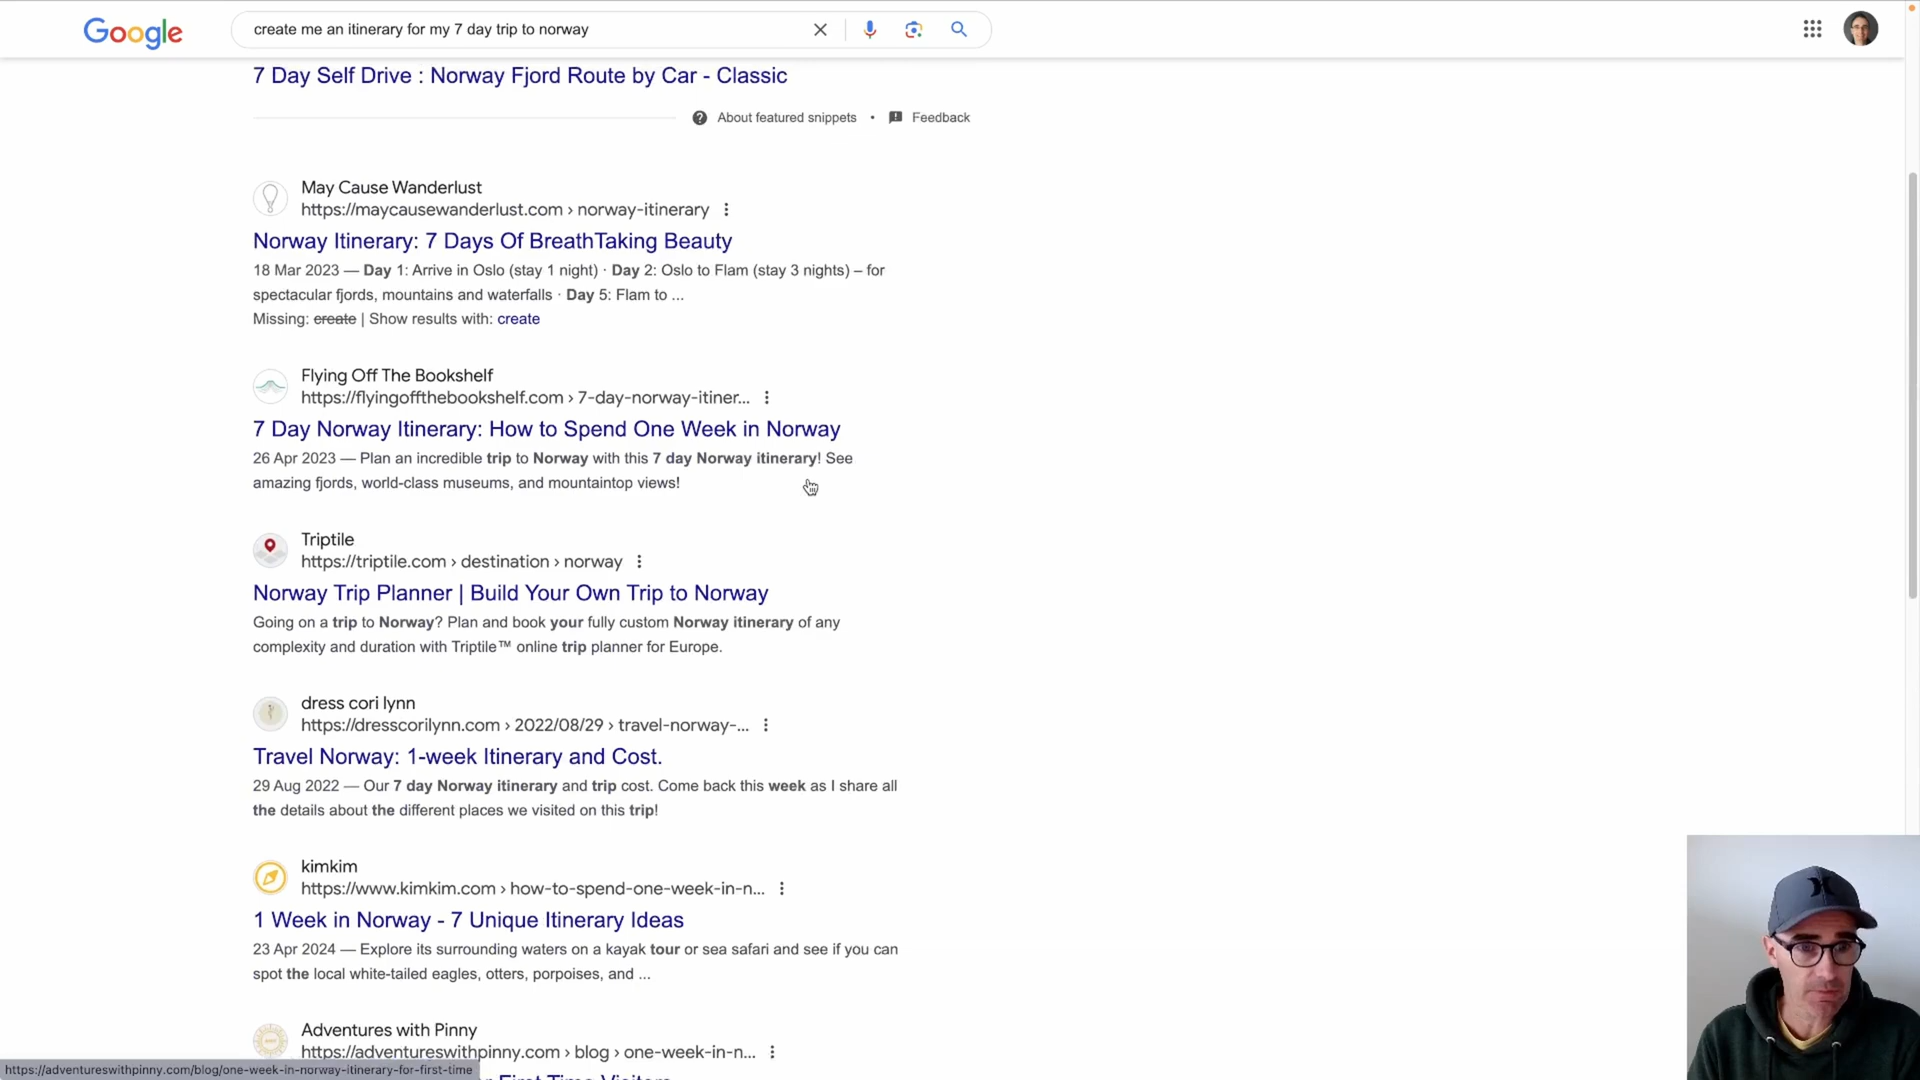 Google
create me an itinerary for my 7 day trip to norway
7 Day Self Drive : Norway Fjord Route by Car - Classic
About featured snippets • Feedback
May Cause Wanderlust
https://maycausewanderlust.com › norway-itinerary
Norway Itinerary: 7 Days Of BreathTaking Beauty
18 Mar 2023 — Day 1: Arrive in Oslo (stay 1 night) · Day 2: Oslo to Flam (stay 3 nights) – for
spectacular fjords, mountains and waterfalls · Day 5: Flam to ...
Missing: create | Show results with: create
Flying Off The Bookshelf
https://flyingoffthebookshelf.com › 7-day-norway-itiner...
7 Day Norway Itinerary: How to Spend One Week in Norway
26 Apr 2023 — Plan an incredible trip to Norway with this 7 day Norway itinerary! See
amazing fjords, world-class museums, and mountaintop views!
Triptile
https://triptile.com › destination › norway
Norway Trip Planner | Build Your Own Trip to Norway
Going on a trip to Norway? Plan and book your fully custom Norway itinerary of any
complexity and duration with Triptile™ online trip planner for Europe.
dress cori lynn
https://dresscorilynn.com › 2022/08/29 › travel-norway-...
Travel Norway: 1-week Itinerary and Cost.
29 Aug 2022 — Our 7 day Norway itinerary and trip cost. Come back this week as I share all
the details about the different places we visited on this trip!
kimkim
https://www.kimkim.com › how-to-spend-one-week-in-n...
1 Week in Norway - 7 Unique Itinerary Ideas
23 Apr 2024 — Explore its surrounding waters on a kayak tour or sea safari and see if you can
spot the local white-tailed eagles, otters, porpoises, and ...
Adventures with Pinny
https://adventureswithpinny.com › blog › one-week-in-n...
https://adventureswithpinny.com/blog/one-week-in-norway-itinerary-for-first-time
First Time Visitors